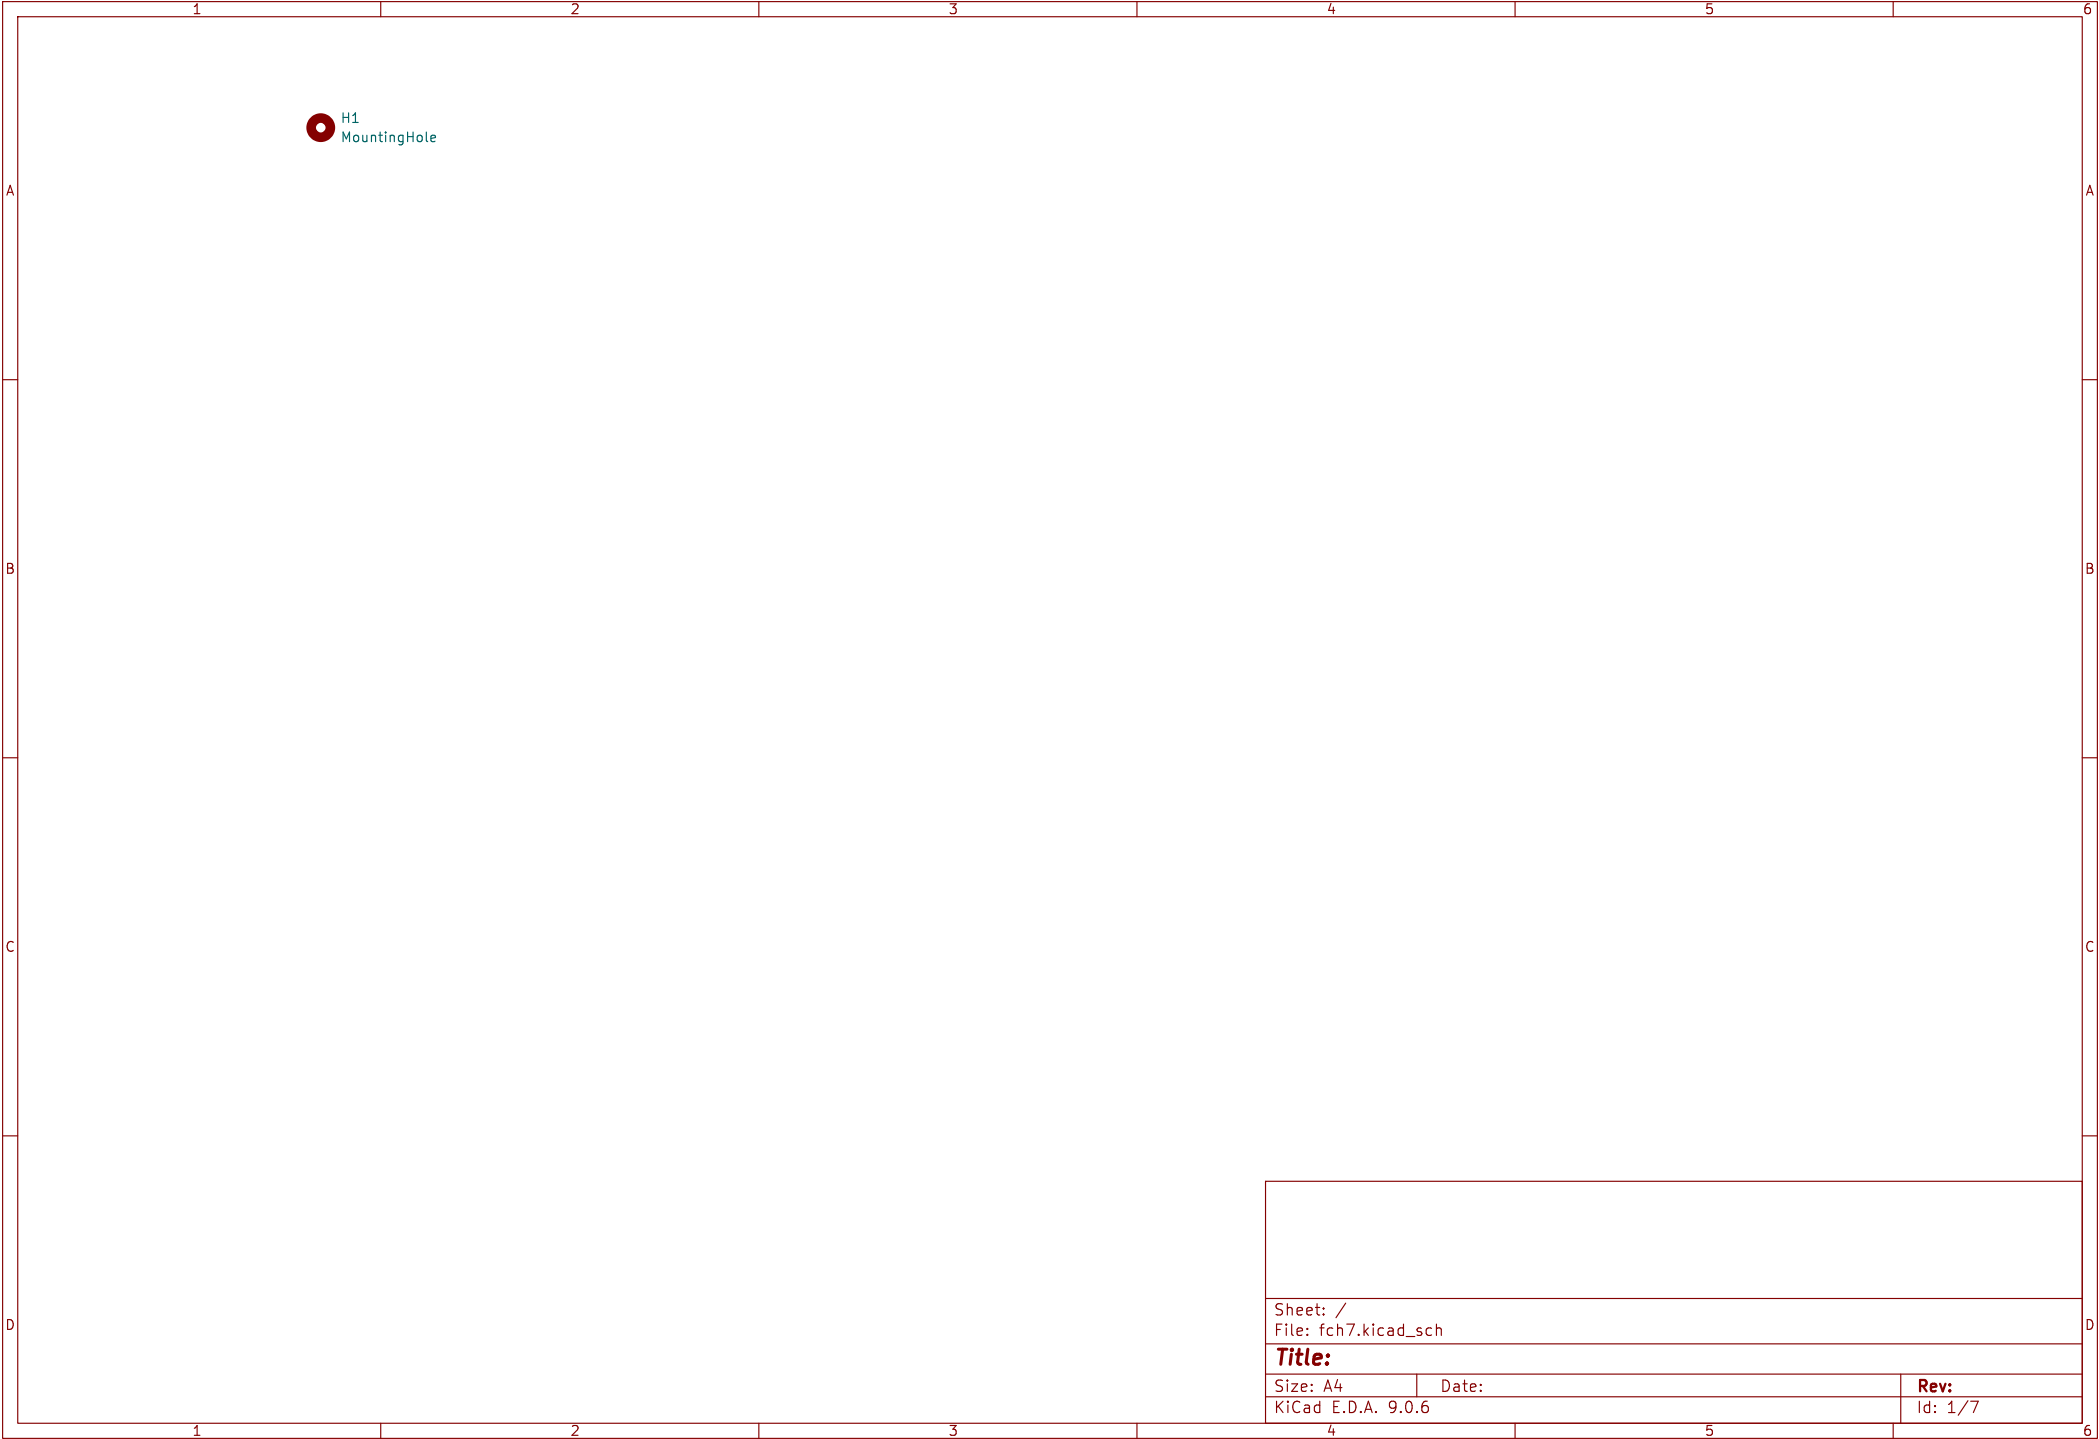 1 2 3 4 5 6
H1
MountingHole
A A
B B
C C
Sheet: /
File: fch7.kicad_sch
D D
Title:
Size: A4 Date: Rev:
KiCad E.D.A. 9.0.6 Id: 1/7
1 2 3 4 5 6